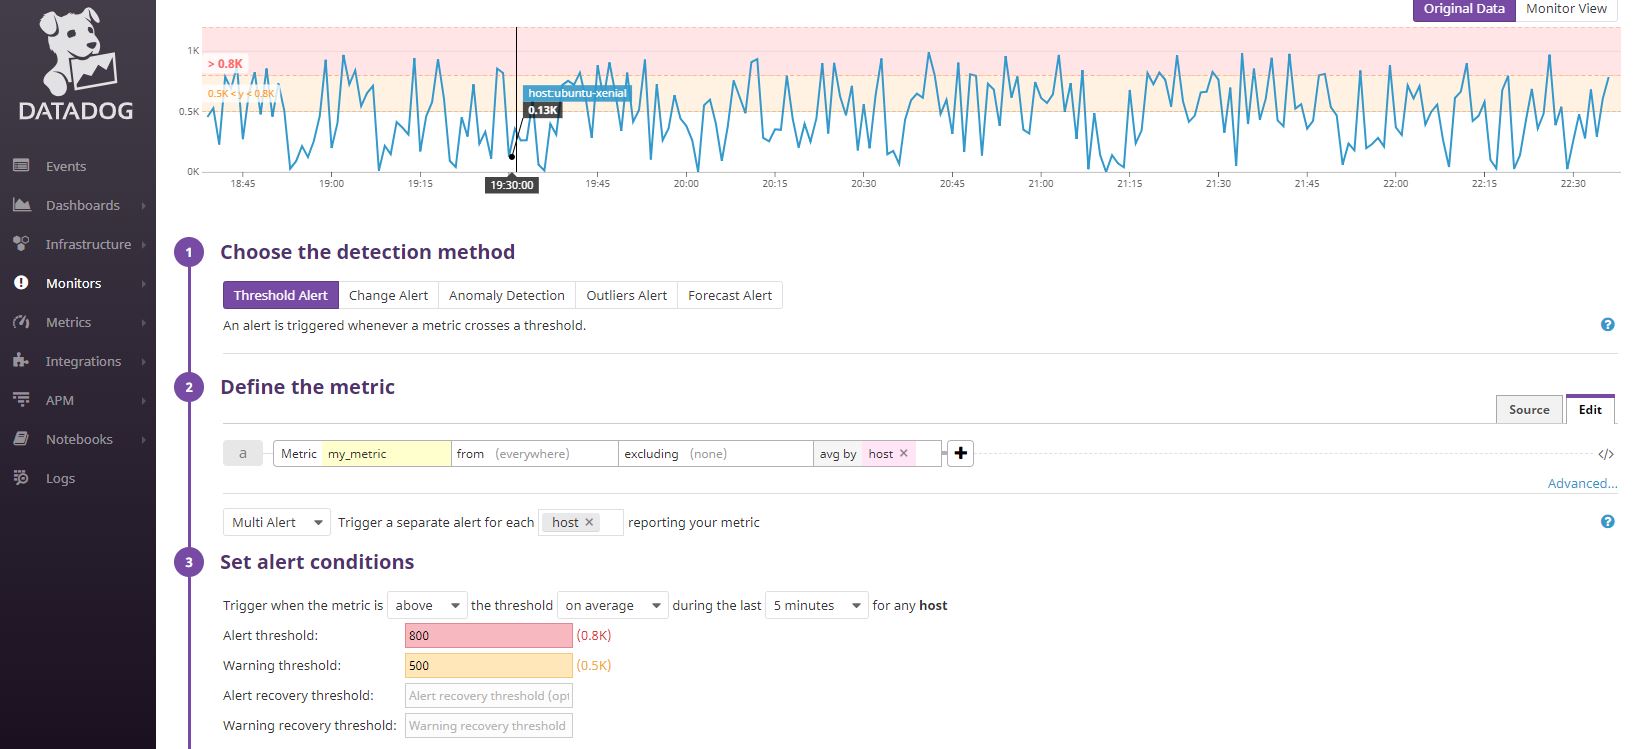 Original Data Monitor View
DATADOG
Events
Dashboards
Infrastructure
Monitors
Metrics
Integrations
APM
Notebooks
Logs
1K
> 0.8K
0.5K < y < 0.8K
0.5K
0K
host:ubuntu-xenial
0.13K
18:45 19:00 19:15 19:30:00 19:45 20:00 20:15 20:30 20:45 21:00 21:15 21:30 21:45 22:00 22:15 22:30
1 Choose the detection method
Threshold Alert Change Alert Anomaly Detection Outliers Alert Forecast Alert
An alert is triggered whenever a metric crosses a threshold. ?
2 Define the metric
Source Edit
a Metric my_metric from (everywhere) excluding (none) avg by host × + </>
Advanced...
Multi Alert Trigger a separate alert for each host × reporting your metric ?
3 Set alert conditions
Trigger when the metric is above the threshold on average during the last 5 minutes for any host
Alert threshold: 800 (0.8K)
Warning threshold: 500 (0.5K)
Alert recovery threshold: Alert recovery threshold (opt
Warning recovery threshold: Warning recovery threshold